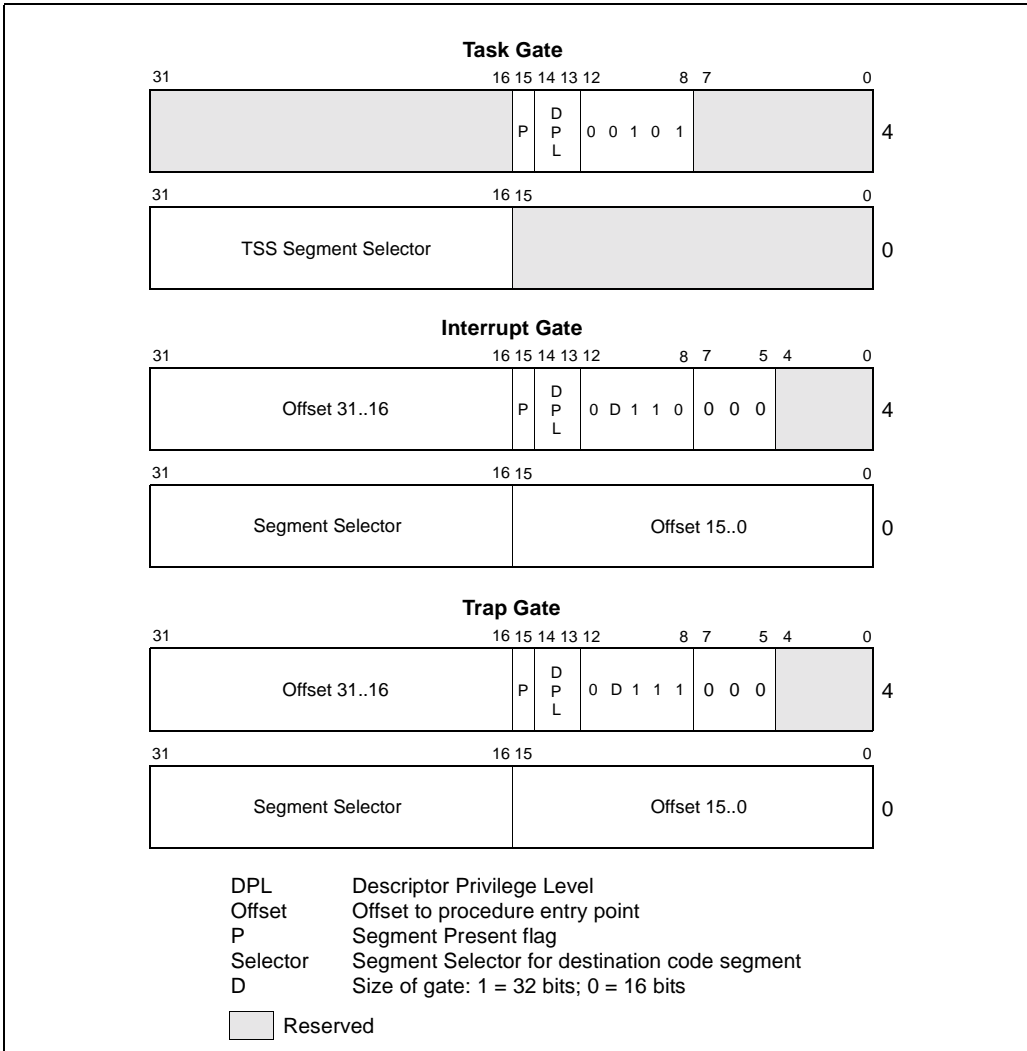 Task Gate
31 16 15 14 13 12 8 7 0
P D P L 0 0 1 0 1 4
31 16 15 0
TSS Segment Selector 0
Interrupt Gate
31 16 15 14 13 12 8 7 5 4 0
Offset 31..16 P D P L 0 D 1 1 0 0 0 0 4
31 16 15 0
Segment Selector Offset 15..0 0
Trap Gate
31 16 15 14 13 12 8 7 5 4 0
Offset 31..16 P D P L 0 D 1 1 1 0 0 0 4
31 16 15 0
Segment Selector Offset 15..0 0
DPL Descriptor Privilege Level
Offset Offset to procedure entry point
P Segment Present flag
Selector Segment Selector for destination code segment
D Size of gate: 1 = 32 bits; 0 = 16 bits
Reserved